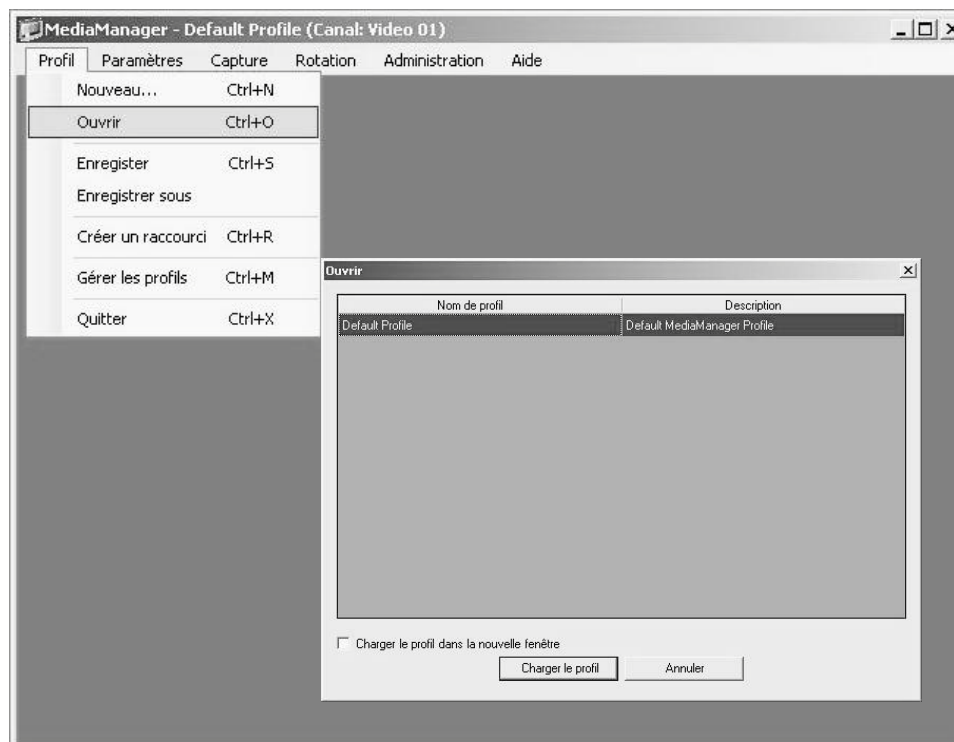 MediaManager - Default Profile (Canal: Video 01)
Profil Paramètres Capture Rotation Administration Aide
Nouveau... Ctrl+N
Ouvrir Ctrl+O
Enregister Ctrl+S
Enregistrer sous
Créer un raccourci Ctrl+R
Gérer les profils Ctrl+M
Quitter Ctrl+X
Ouvrir
Nom de profil Description
Default Profile Default MediaManager Profile
Charger le profil dans la nouvelle fenêtre
Charger le profil Annuler